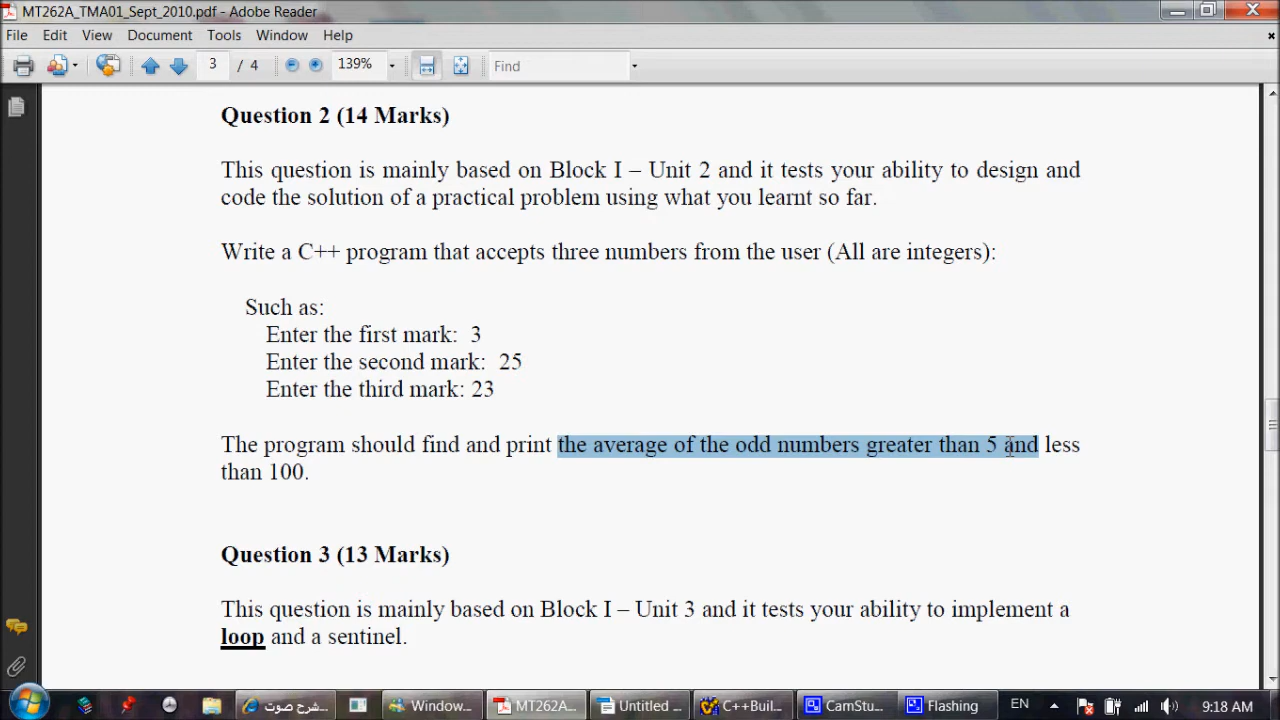 MT262A_TMA01_Sept_2010.pdf - Adobe Reader
File Edit View Document Tools Window Help
3 / 4 139% Find
Question 2 (14 Marks)
This question is mainly based on Block I – Unit 2 and it tests your ability to design and
code the solution of a practical problem using what you learnt so far.
Write a C++ program that accepts three numbers from the user (All are integers):
Such as:
Enter the first mark: 3
Enter the second mark: 25
Enter the third mark: 23
The program should find and print the average of the odd numbers greater than 5 and less
than 100.
Question 3 (13 Marks)
This question is mainly based on Block I – Unit 3 and it tests your ability to implement a
loop and a sentinel.
شرح صوت... Window... MT262A... Untitled ... C++Buil... CamStu... Flashing EN 9:18 AM